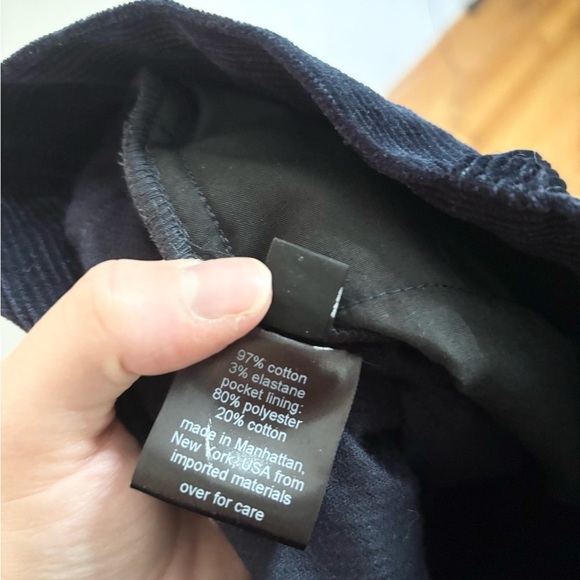 97% cotton
3% elastane
pocket lining:
80% polyester
20% cotton
made in Manhattan,
New York, USA from
imported materials
over for care